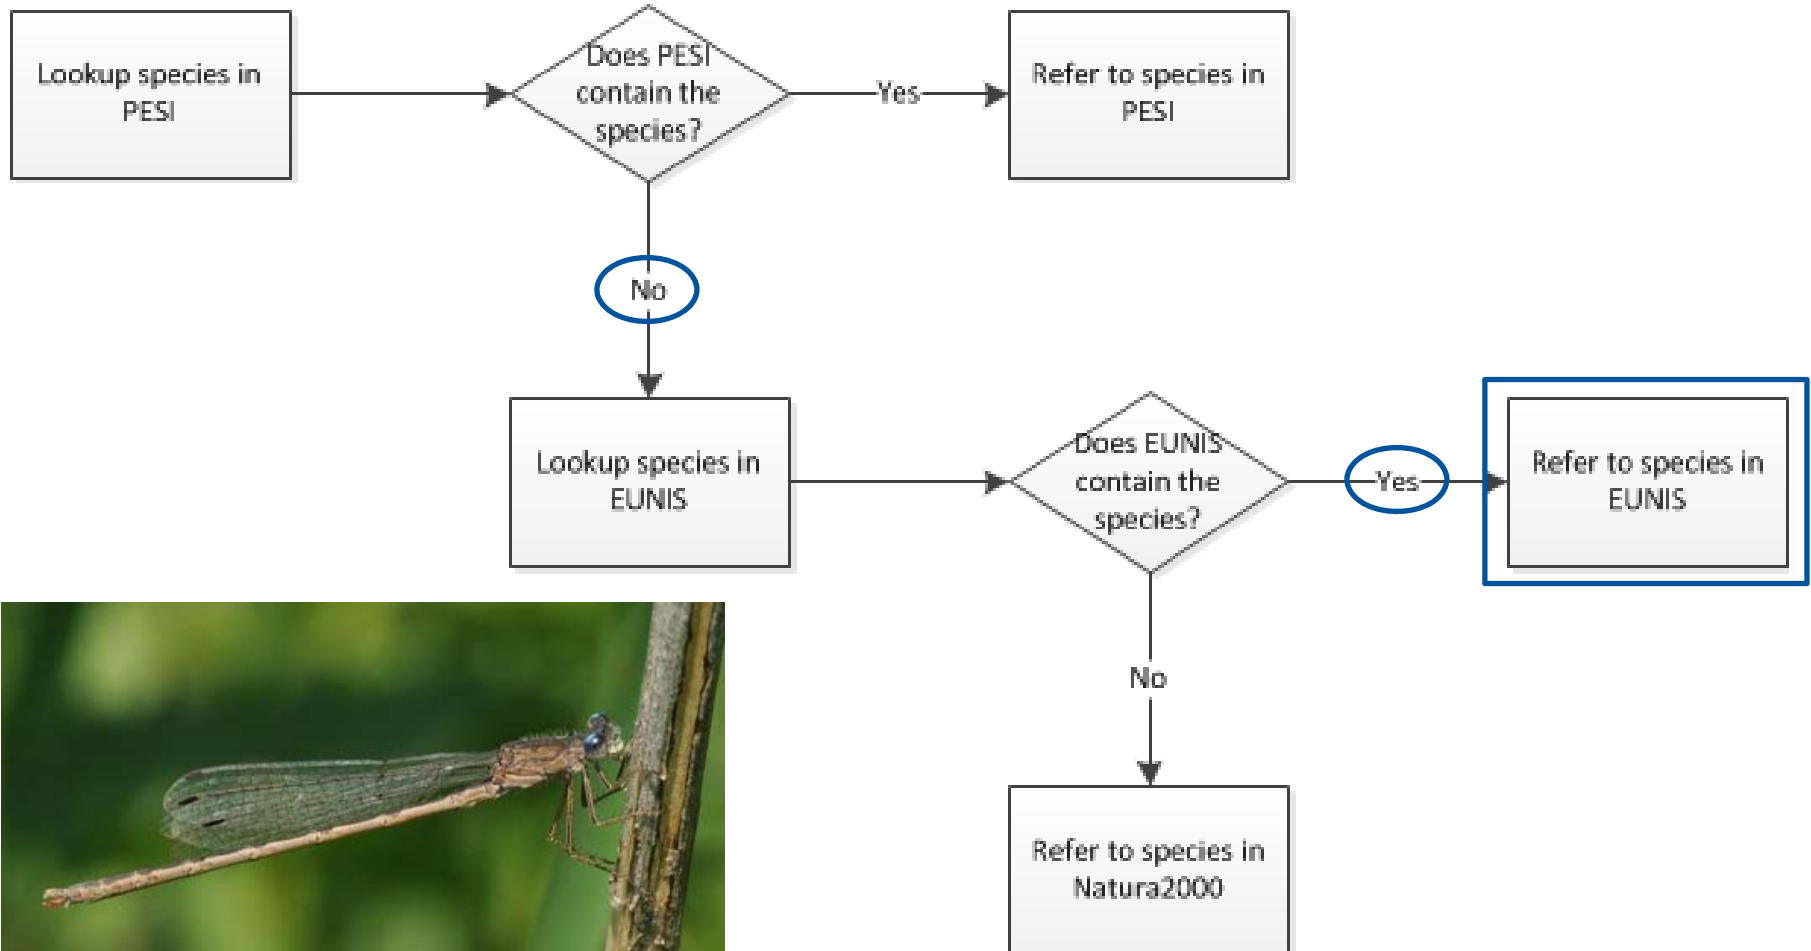 Lookup species in
PESI
Does PESI
contain the
species?
Yes
Refer to species in
PESI
No
Lookup species in
EUNIS
Does EUNIS
contain the
species?
Yes
Refer to species in
EUNIS
No
Refer to species in
Natura2000